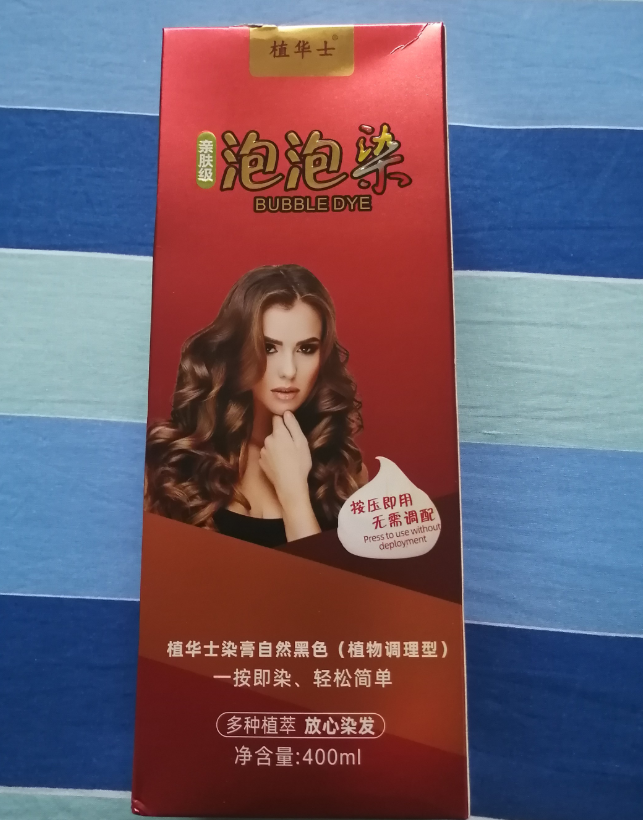 植华士®
亲肤级
泡泡染
BUBBLE DYE
按压即用
无需调配
Press to use without
deployment
植华士染膏自然黑色（植物调理型）
一按即染、轻松简单
多种植萃 放心染发
净含量:400ml